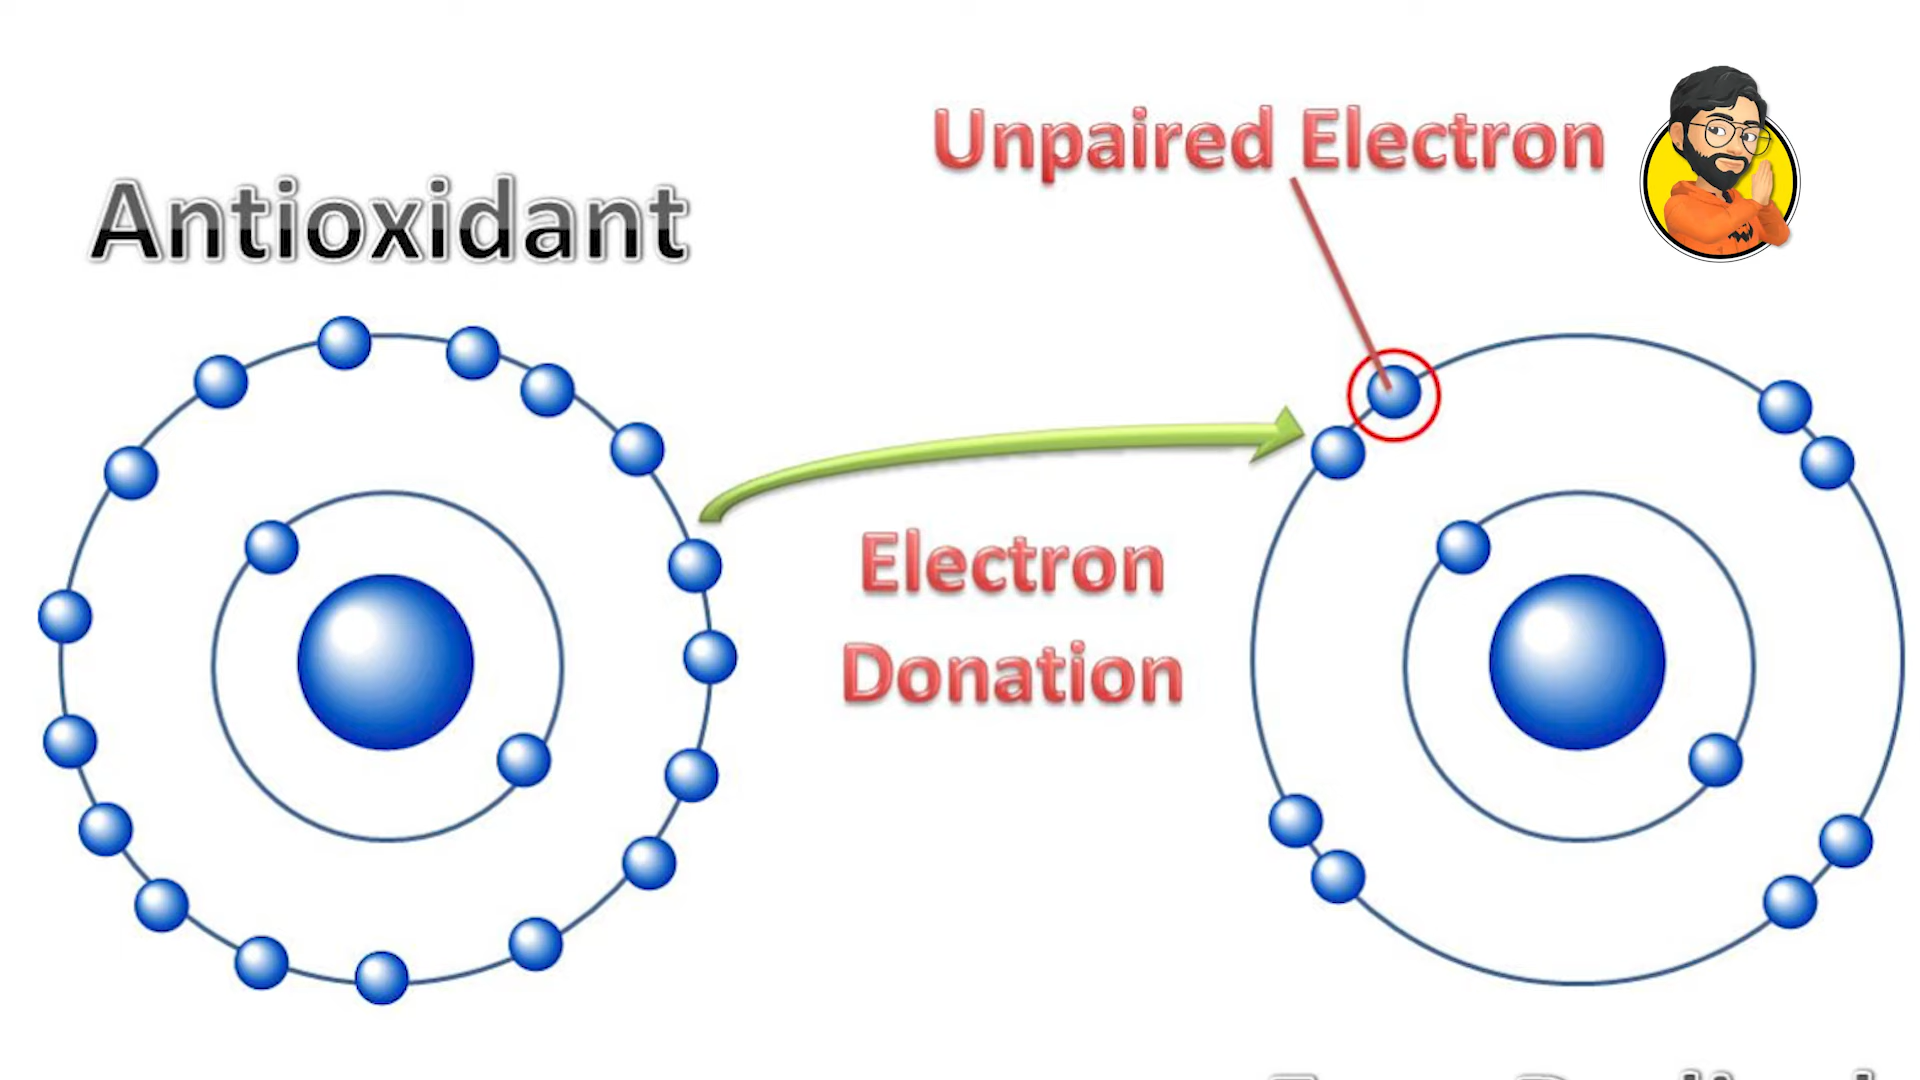 Unpaired Electron
Antioxidant
Electron
Donation